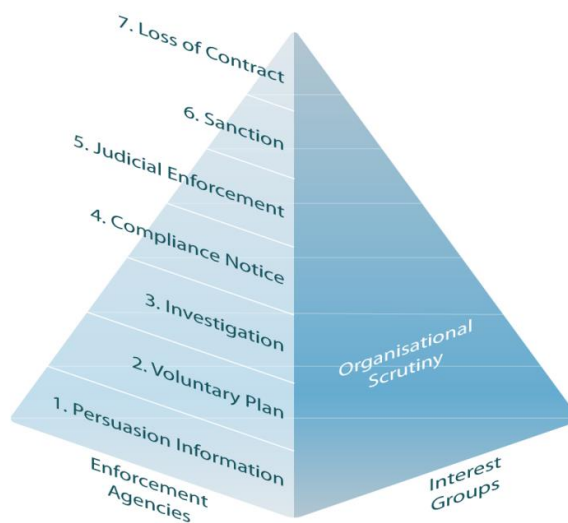 7. Loss of Contract
6. Sanction
5. Judicial Enforcement
4. Compliance Notice
3. Investigation
2. Voluntary Plan
1. Persuasion Information
Enforcement
Agencies
Organisational
Scrutiny
Interest
Groups